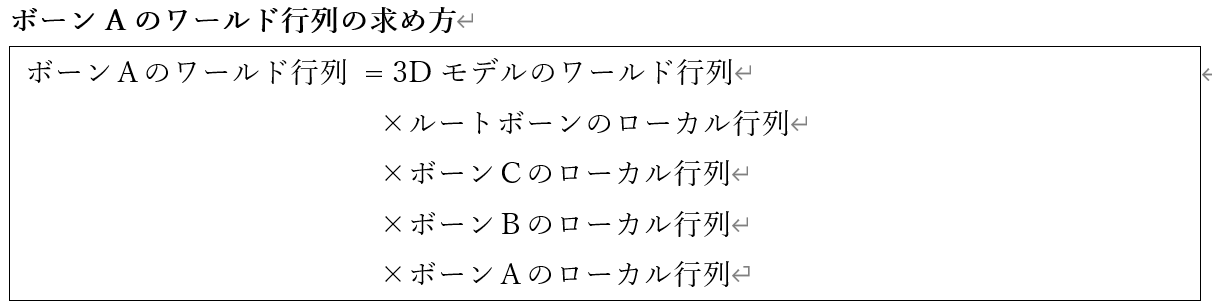 ボーン A のワールド行列の求め方↵
ボーン A のワールド行列 = 3D モデルのワールド行列↵
×ルートボーンのローカル行列↵
×ボーン C のローカル行列↵
×ボーン B のローカル行列↵
×ボーン A のローカル行列↵